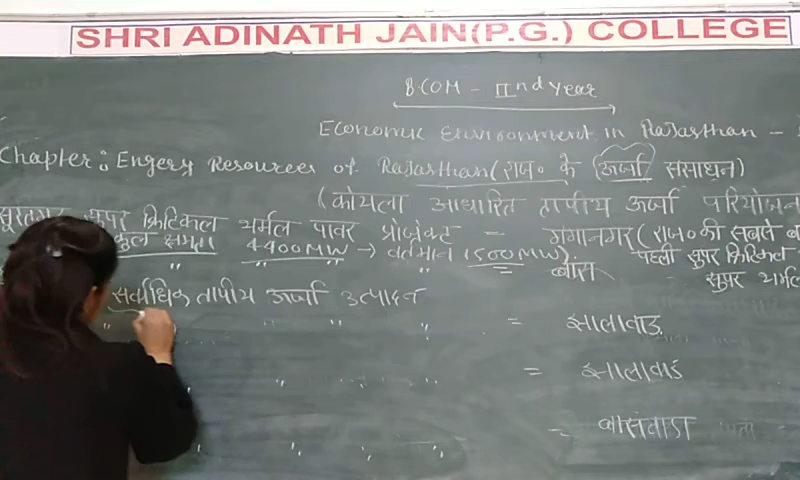 SHRI ADINATH JAIN(P.G.) COLLEGE
BCOM - IInd Year
Economic Environment in Rajasthan -
Chapter: Engery Resources of Rajasthan (राज० के ऊर्जा संसाधन)
(कोयला आधारित तापीय ऊर्जा परियोजन
सूरतगढ़ सुपर क्रिटिकल थर्मल पावर प्रोजेक्ट = गंगानगर (राज० की सबसे ब
कुल क्षमता 4400MW → वर्तमान 1500MW). पहली सुपर क्रिटिकल
" " " " बारा सुपर थर्मल
सर्वाधिक तापीय ऊर्जा उत्पादन
" " " " = झालावाड
" " " = झालावाड
= बासवाडा
" " " "